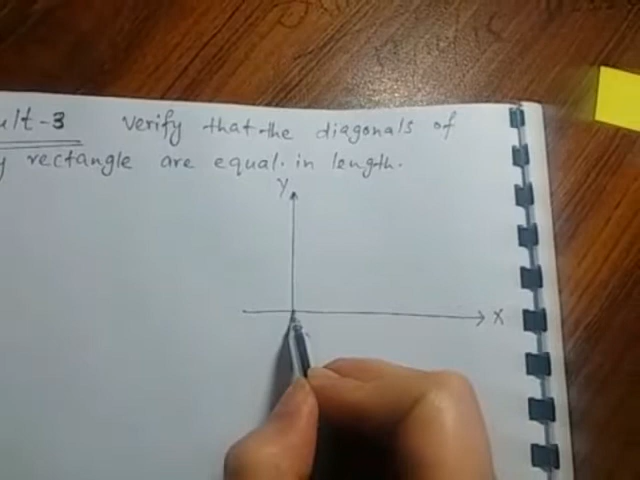 ult-3 Verify that the diagonals of
y rectangle are equal in length.
Y
X